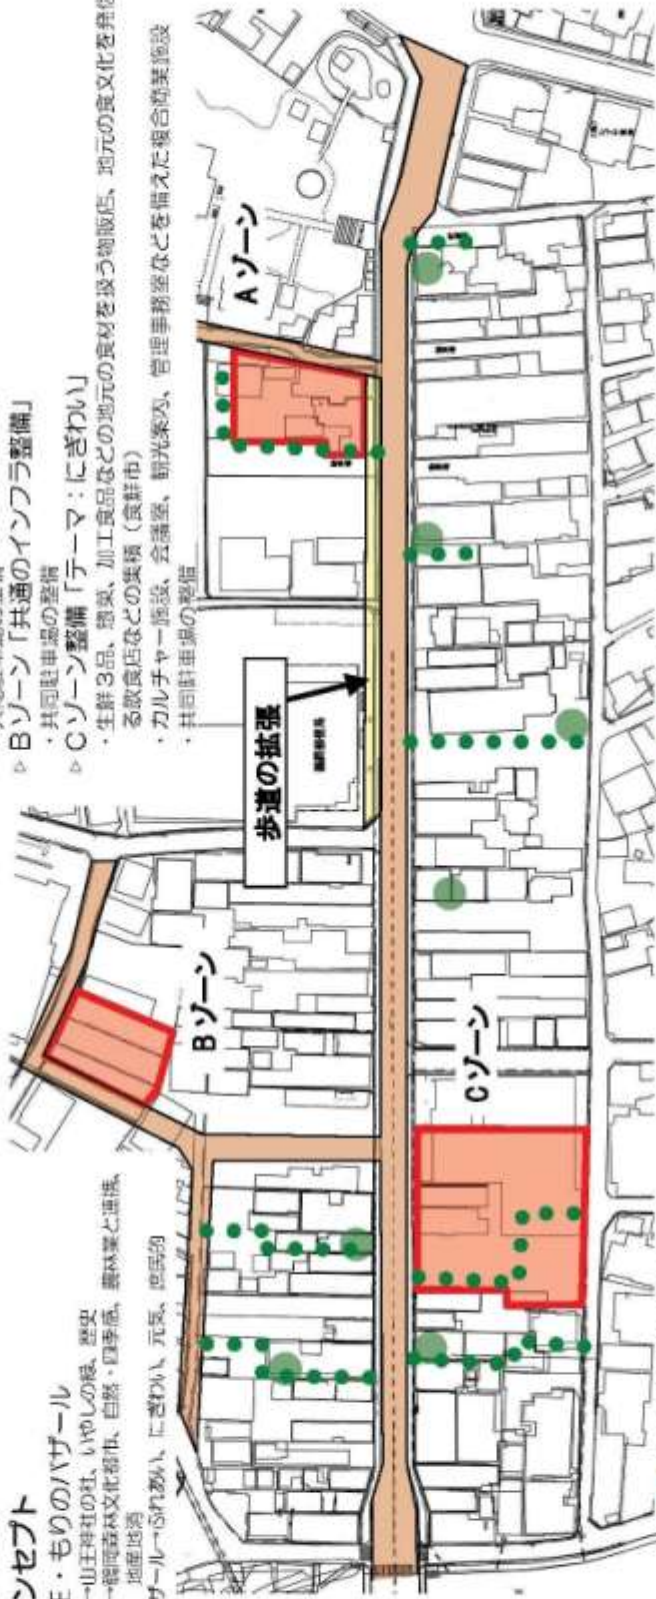 ンセプト
王・もりのバザール
→山王神社の社、いやしの緑、歴史
→鶴岡森林文化都市、自然・四季感、農林業と連携、
地産地消
ザール→ふれあい、にぎわい、元気、庶民的
▷ Bゾーン「共通のインフラ整備」
・共同駐車場の整備
▷ Cゾーン整備「テーマ：にぎわい」
・生鮮3品、惣菜、加工食品などの地元の食材を扱う物販店、地元の食文化を発信
る飲食店などの集積（食鮮市）
・カルチャー施設、会議室、観光案内、管理事務室などを備えた複合商業施設
・共同駐車場の整備
Aゾーン
歩道の拡張
Bゾーン
Cゾーン